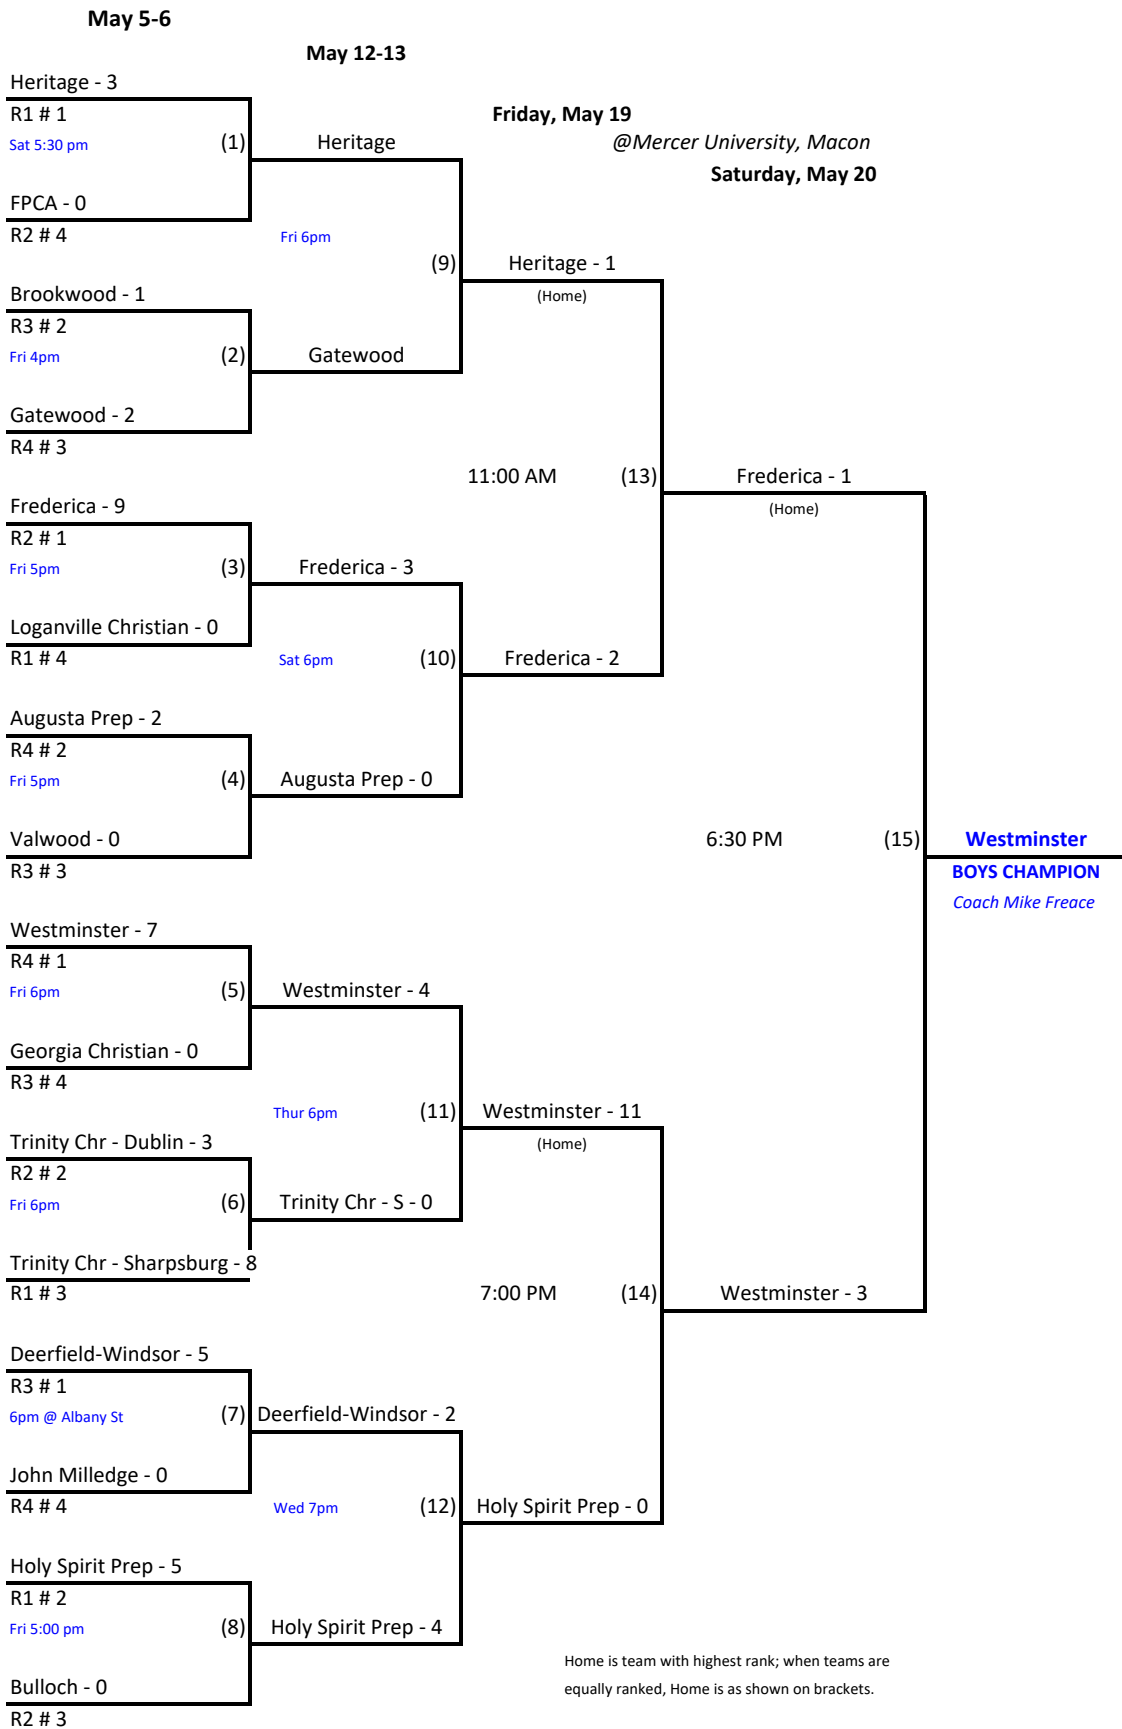 May 5-6
May 12-13
Heritage - 3
R1 # 1
Friday, May 19
Sat 5:30 pm (1) Heritage @Mercer University, Macon
Saturday, May 20
FPCA - 0
R2 # 4 Fri 6pm
(9) Heritage - 1
Brookwood - 1 (Home)
R3 # 2
Fri 4pm (2) Gatewood
Gatewood - 2
R4 # 3
11:00 AM (13) Frederica - 1
Frederica - 9 (Home)
R2 # 1
Fri 5pm (3) Frederica - 3
Loganville Christian - 0
R1 # 4 Sat 6pm (10) Frederica - 2
Augusta Prep - 2
R4 # 2
Fri 5pm (4) Augusta Prep - 0
Valwood - 0 6:30 PM (15) Westminster
R3 # 3 BOYS CHAMPION
Coach Mike Freace
Westminster - 7
R4 # 1
Fri 6pm (5) Westminster - 4
Georgia Christian - 0
R3 # 4
Thur 6pm (11) Westminster - 11
Trinity Chr - Dublin - 3 (Home)
R2 # 2
Fri 6pm (6) Trinity Chr - S - 0
Trinity Chr - Sharpsburg - 8
R1 # 3 7:00 PM (14) Westminster - 3
Deerfield-Windsor - 5
R3 # 1
6pm @ Albany St (7) Deerfield-Windsor - 2
John Milledge - 0
R4 # 4 Wed 7pm (12) Holy Spirit Prep - 0
Holy Spirit Prep - 5
R1 # 2
Fri 5:00 pm (8) Holy Spirit Prep - 4
Home is team with highest rank; when teams are
Bulloch - 0 equally ranked, Home is as shown on brackets.
R2 # 3